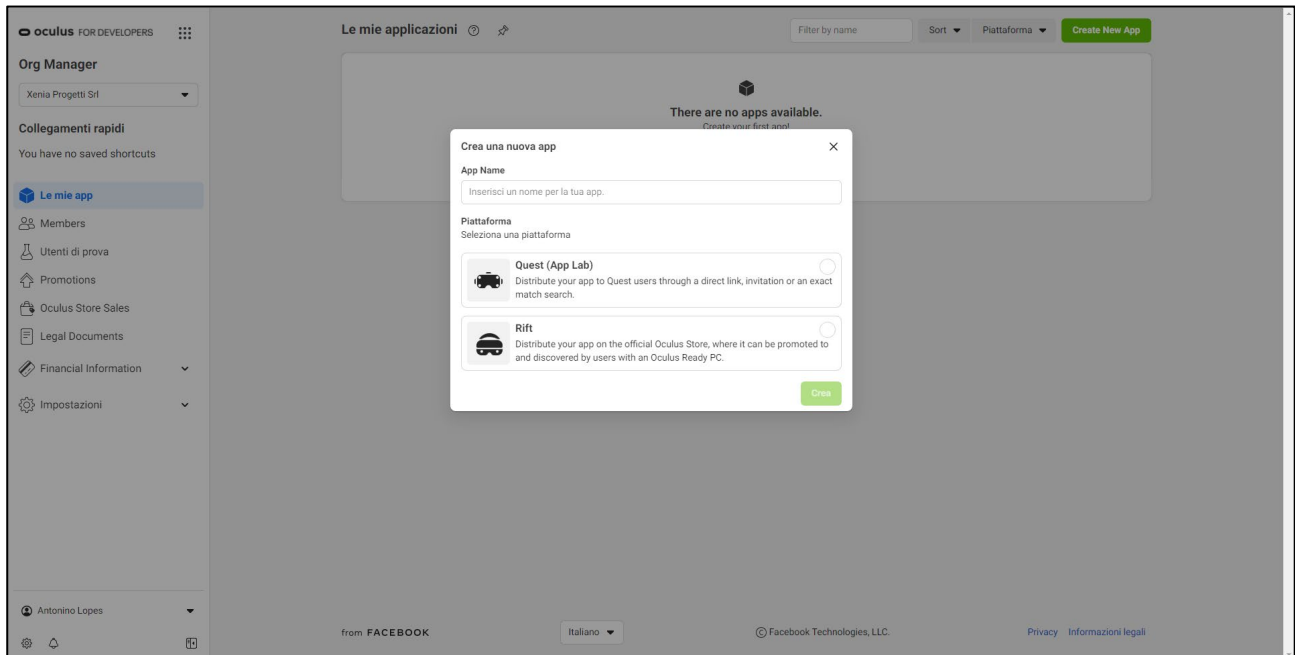 oculus FOR DEVELOPERS
Org Manager
Xenia Progetti Srl
Collegamenti rapidi
You have no saved shortcuts
Le mie app
Members
Utenti di prova
Promotions
Oculus Store Sales
Legal Documents
Financial Information
Impostazioni
Antonino Lopes
Le mie applicazioni
Filter by name
Sort
Piattaforma
Create New App
There are no apps available.
Create your first app!
Crea una nuova app
App Name
Inserisci un nome per la tua app.
Piattaforma
Seleziona una piattaforma
Quest (App Lab)
Distribute your app to Quest users through a direct link, invitation or an exact
match search.
Rift
Distribute your app on the official Oculus Store, where it can be promoted to
and discovered by users with an Oculus Ready PC.
Crea
from FACEBOOK
Italiano
© Facebook Technologies, LLC.
Privacy
Informazioni legali